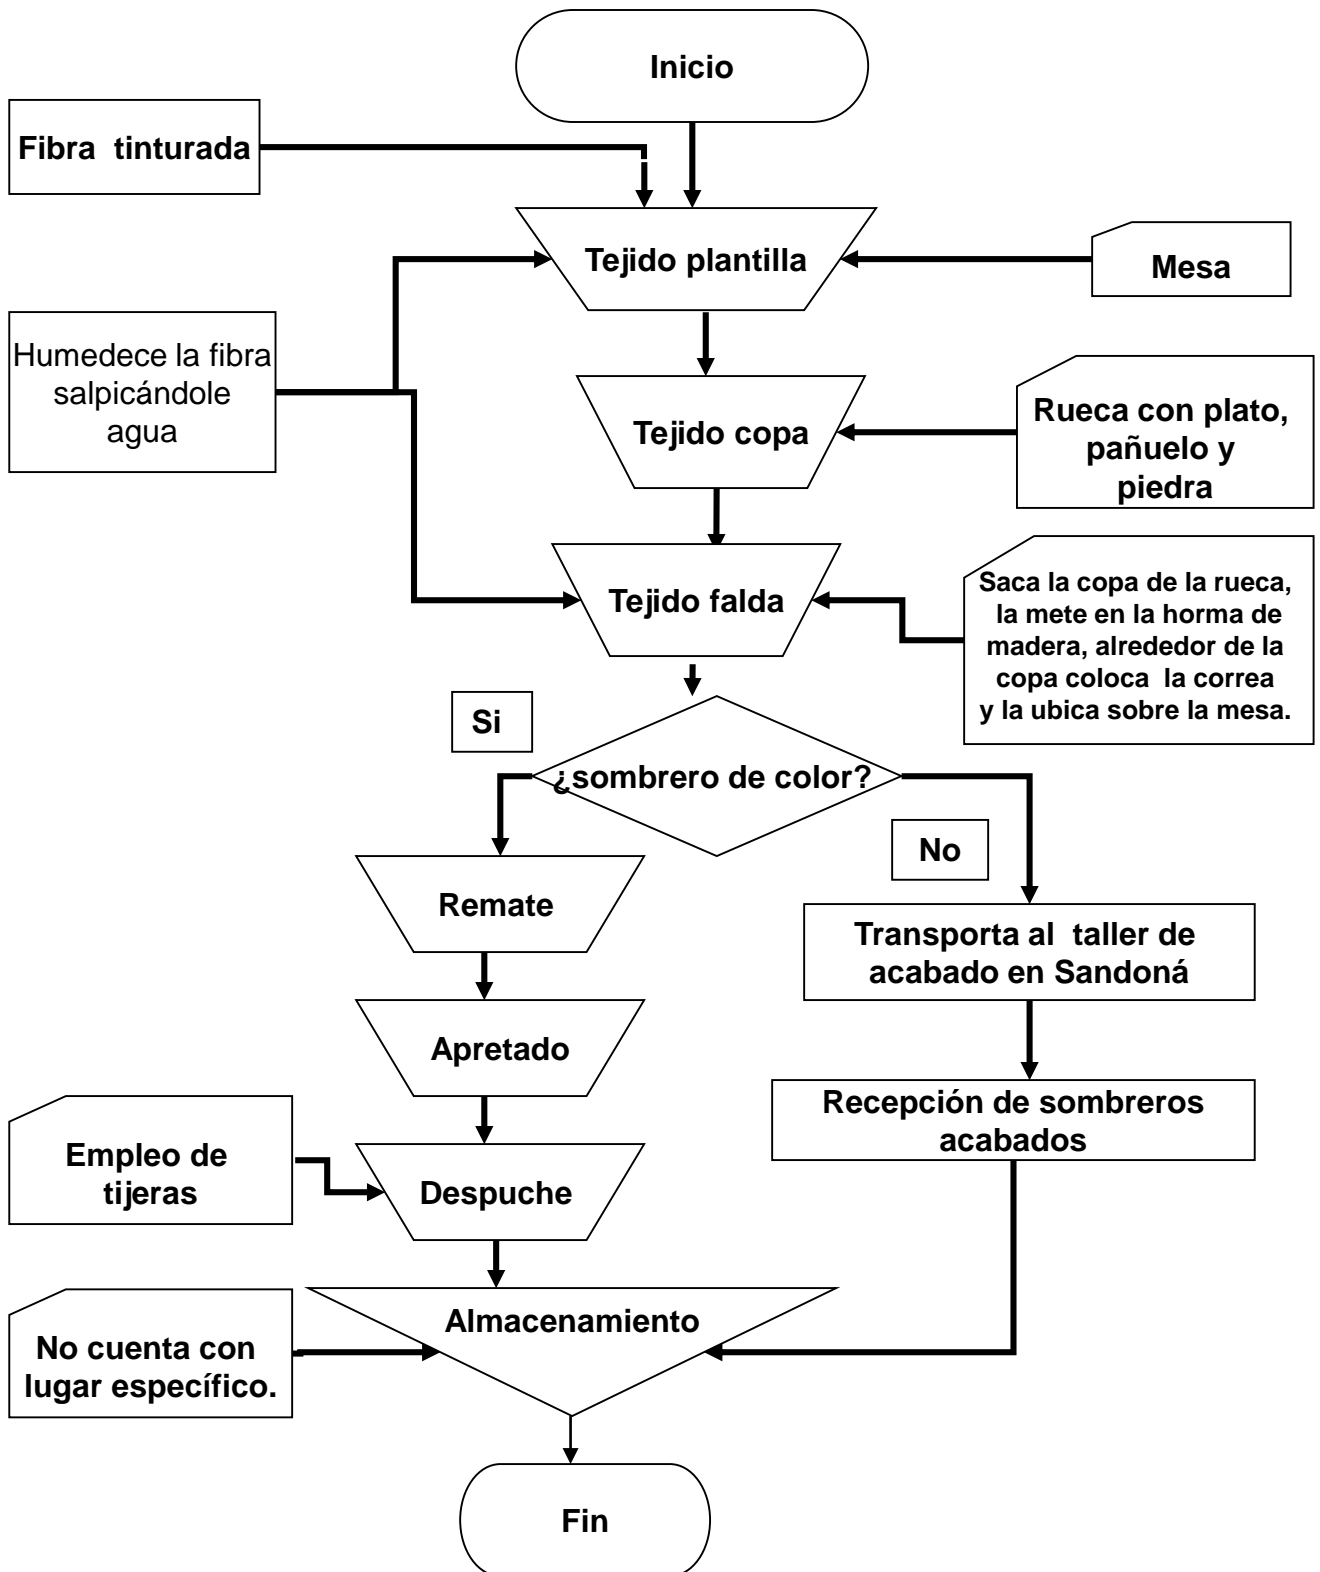 Inicio
Fibra  tinturada
Tejido plantilla
Mesa
Humedece la fibra
salpicándole
agua
Rueca con plato,
pañuelo y
piedra
Tejido copa
Saca la copa de la rueca,
la mete en la horma de
madera, alrededor de la
copa coloca  la correa
y la ubica sobre la mesa.
Tejido falda
Si
¿sombrero de color?
No
Remate
Transporta al  taller de
acabado en Sandoná
Apretado
Recepción de sombreros
acabados
Empleo de
tijeras
Despuche
Almacenamiento
No cuenta con
lugar específico.
Fin